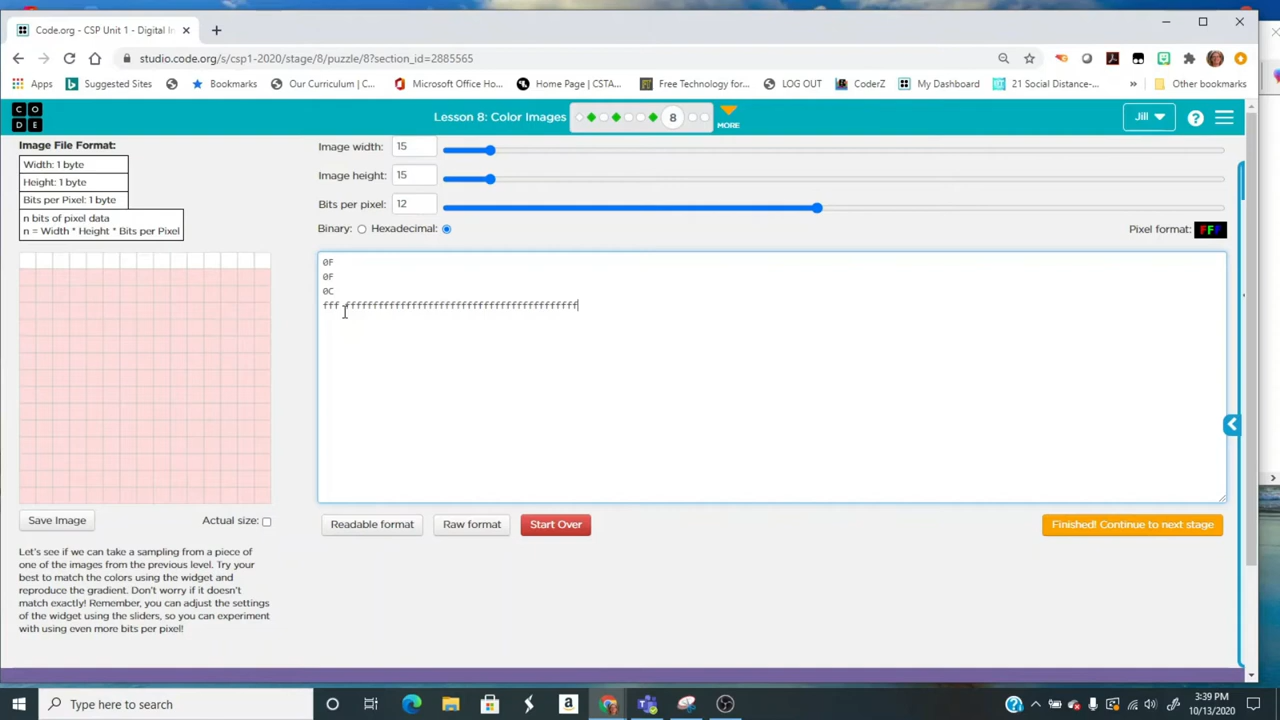 Code.org - CSP Unit 1 - Digital In
studio.code.org/s/csp1-2020/stage/8/puzzle/8?section_id=2885565
Apps Suggested Sites Bookmarks Our Curriculum | C... Microsoft Office Ho... Home Page | CSTA... Free Technology for... LOG OUT CoderZ My Dashboard 21 Social Distance-... Other bookmarks
CODE Lesson 8: Color Images 8 MORE Jill
Image File Format:
Width: 1 byte
Height: 1 byte
Bits per Pixel: 1 byte
n bits of pixel data
n = Width * Height * Bits per Pixel
Image width: 15
Image height: 15
Bits per pixel: 12
Binary: Hexadecimal: Pixel format: FFF
0F
0F
0C
fff
Save Image Actual size:
Readable format Raw format Start Over Finished! Continue to next stage
Let's see if we can take a sampling from a piece of
one of the images from the previous level. Try your
best to match the colors using the widget and
reproduce the gradient. Don't worry if it doesn't
match exactly! Remember, you can adjust the settings
of the widget using the sliders, so you can experiment
with using even more bits per pixel!
Type here to search
3:39 PM
10/13/2020